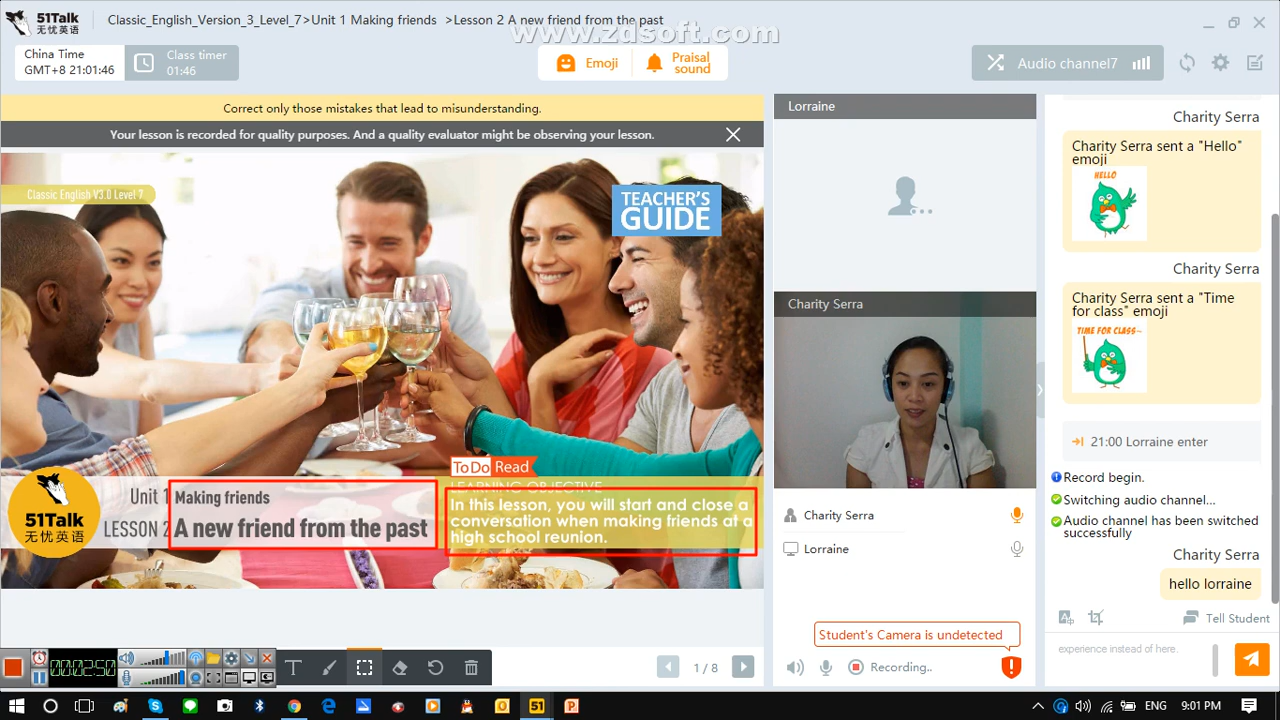 51Talk
无忧英语
Classic_English_Version_3_Level_7>Unit 1 Making friends >Lesson 2 A new friend from the past
www.zdsoft.com
China Time
GMT+8 21:01:46
Class timer
01:46
Emoji
Praisal
sound
Audio channel7
Correct only those mistakes that lead to misunderstanding.
Your lesson is recorded for quality purposes. And a quality evaluator might be observing your lesson.
Classic English V3.0 Level 7
TEACHER'S
GUIDE
To Do Read
LEARNING OBJECTIVE
In this lesson, you will start and close a
conversation when making friends at a
high school reunion.
Unit 1 Making friends
LESSON 2 A new friend from the past
51Talk
无忧英语
Lorraine
Charity Serra
Charity Serra
Lorraine
Student's Camera is undetected
Recording..
Charity Serra
Charity Serra sent a "Hello"
emoji
HELLO
Charity Serra
Charity Serra sent a "Time
for class" emoji
TIME FOR CLASS~
21:00 Lorraine enter
Record begin.
Switching audio channel...
Audio channel has been switched
successfully
Charity Serra
hello lorraine
Tell Student
experience instead of here.
00:02:50
1 / 8
51
ENG
9:01 PM